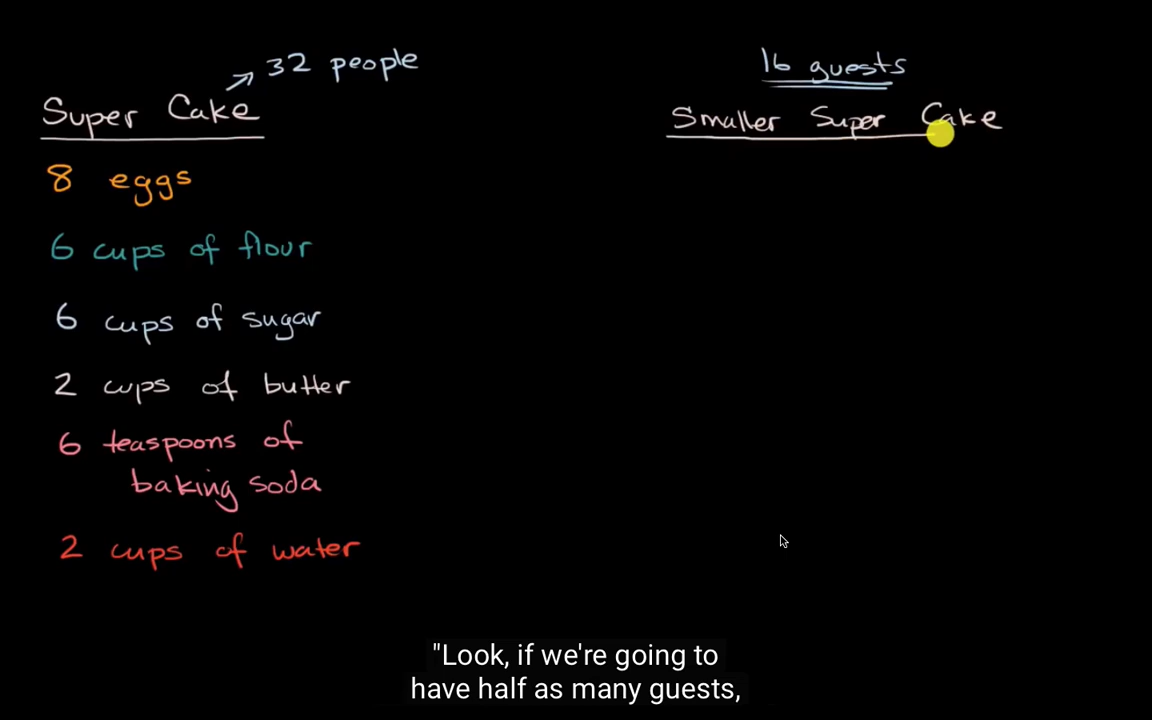 32 people
Super Cake
8 eggs
6 cups of flour
6 cups of sugar
2 cups of butter
6 teaspoons of
baking soda
2 cups of water
16 guests
Smaller Super Cake
"Look, if we're going to
have half as many guests,